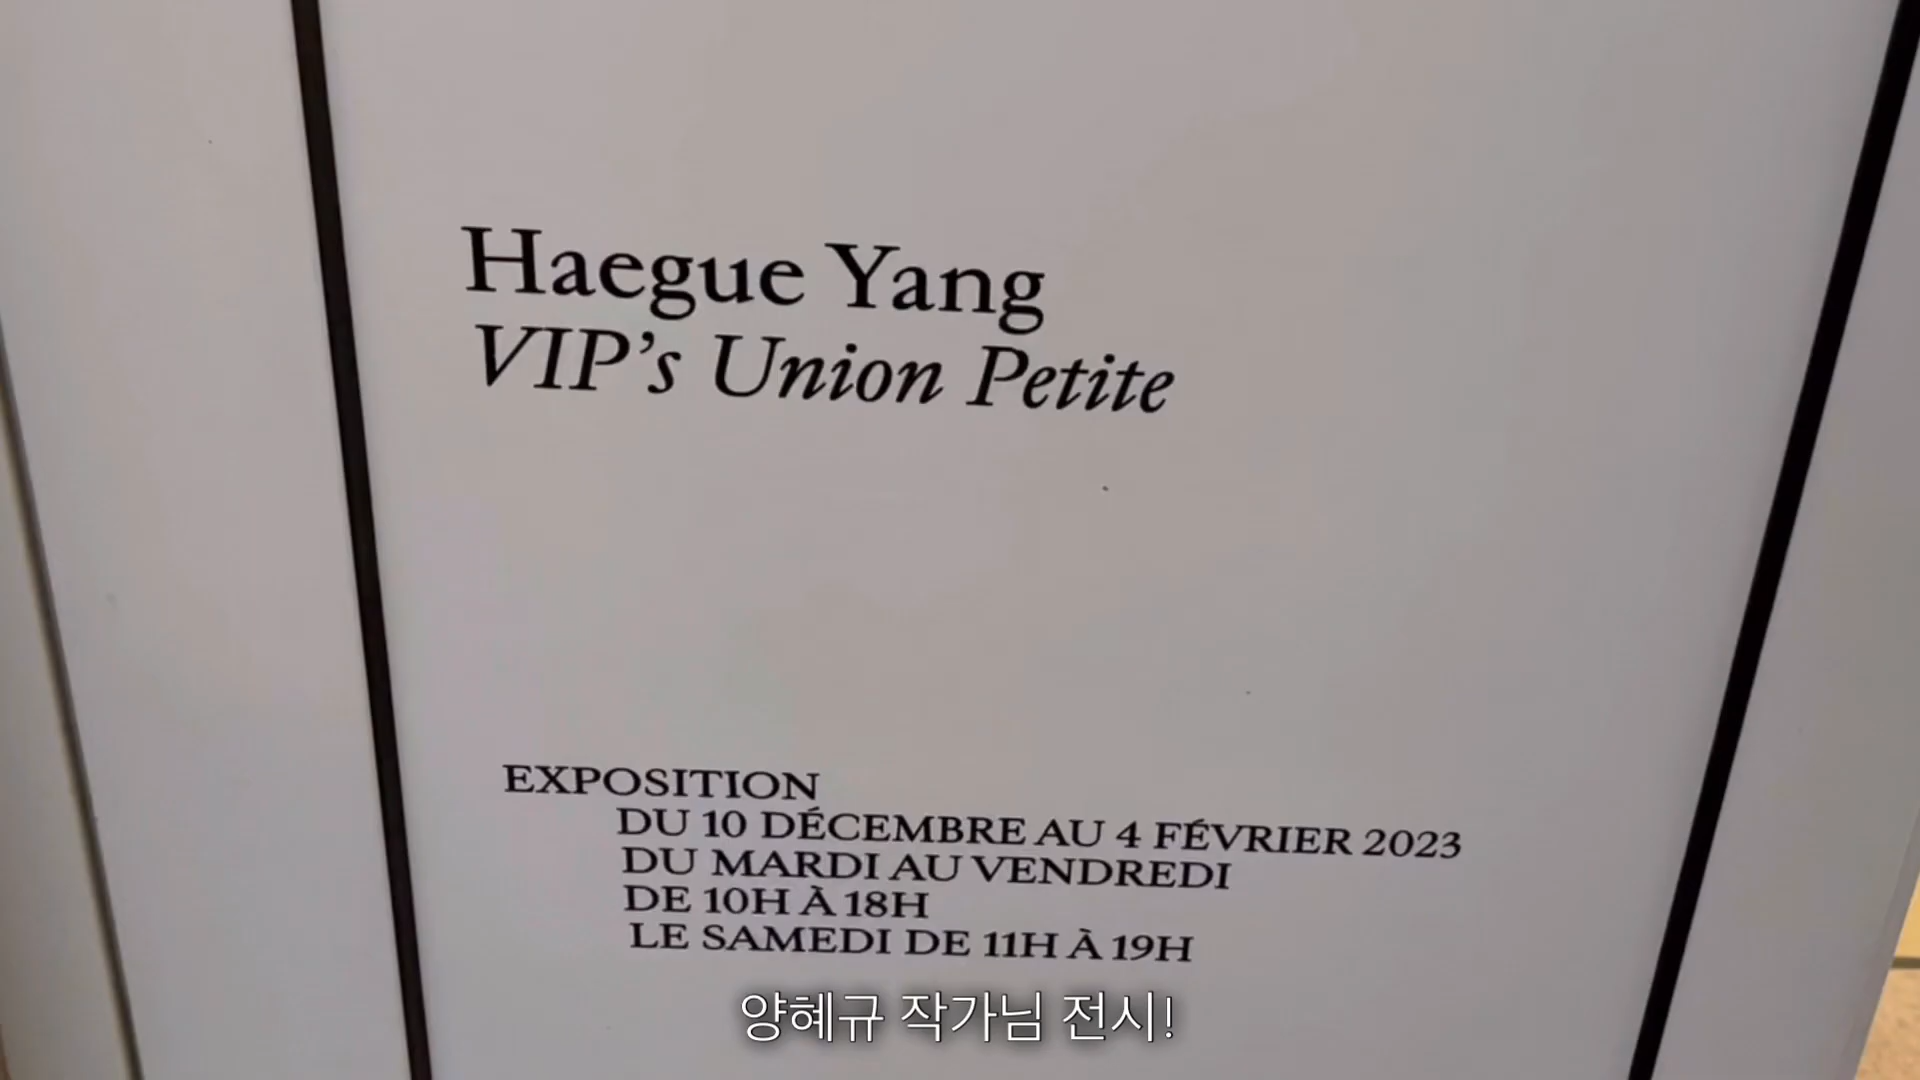 Haegue Yang
VIP’s Union Petite
EXPOSITION
DU 10 DÉCEMBRE AU 4 FÉVRIER 2023
DU MARDI AU VENDREDI
DE 10H À 18H
LE SAMEDI DE 11H À 19H
양혜규 작가님 전시!